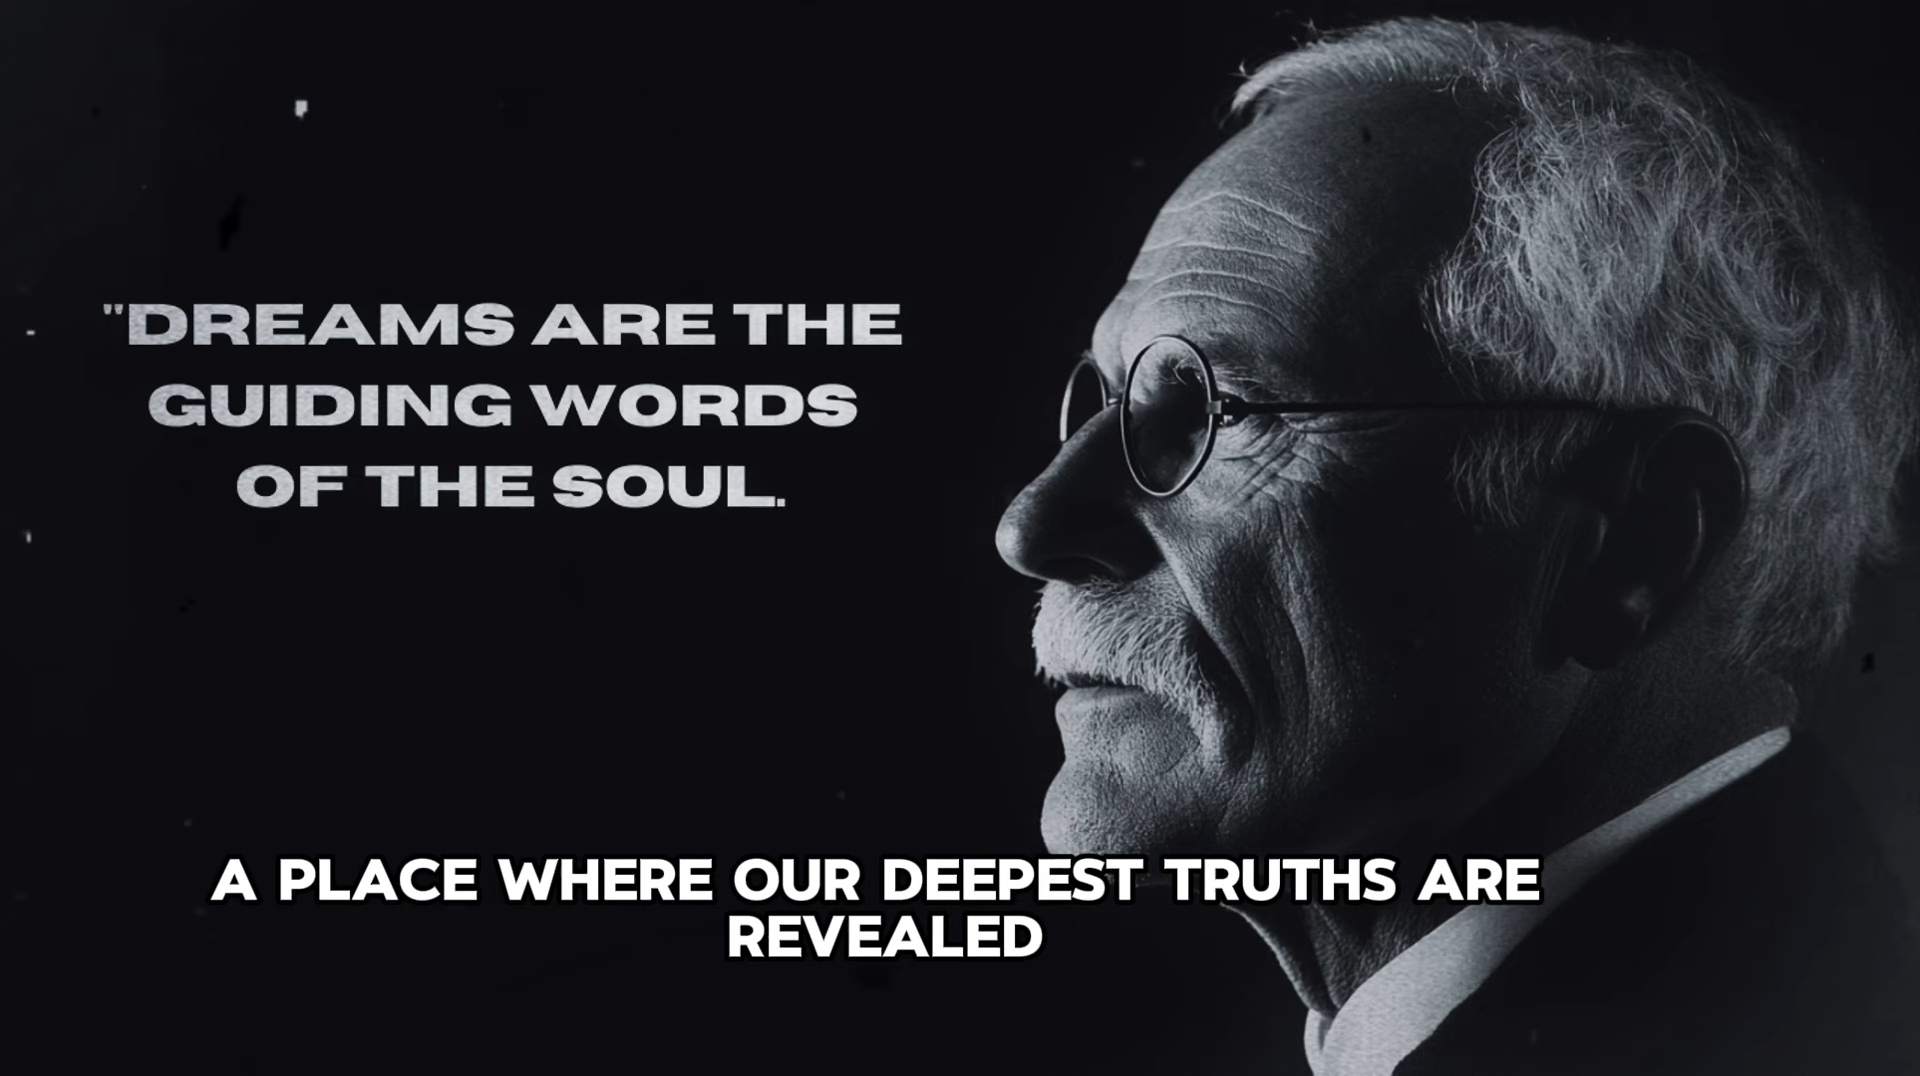 "DREAMS ARE THE
GUIDING WORDS
OF THE SOUL.
A PLACE WHERE OUR DEEPEST TRUTHS ARE
REVEALED